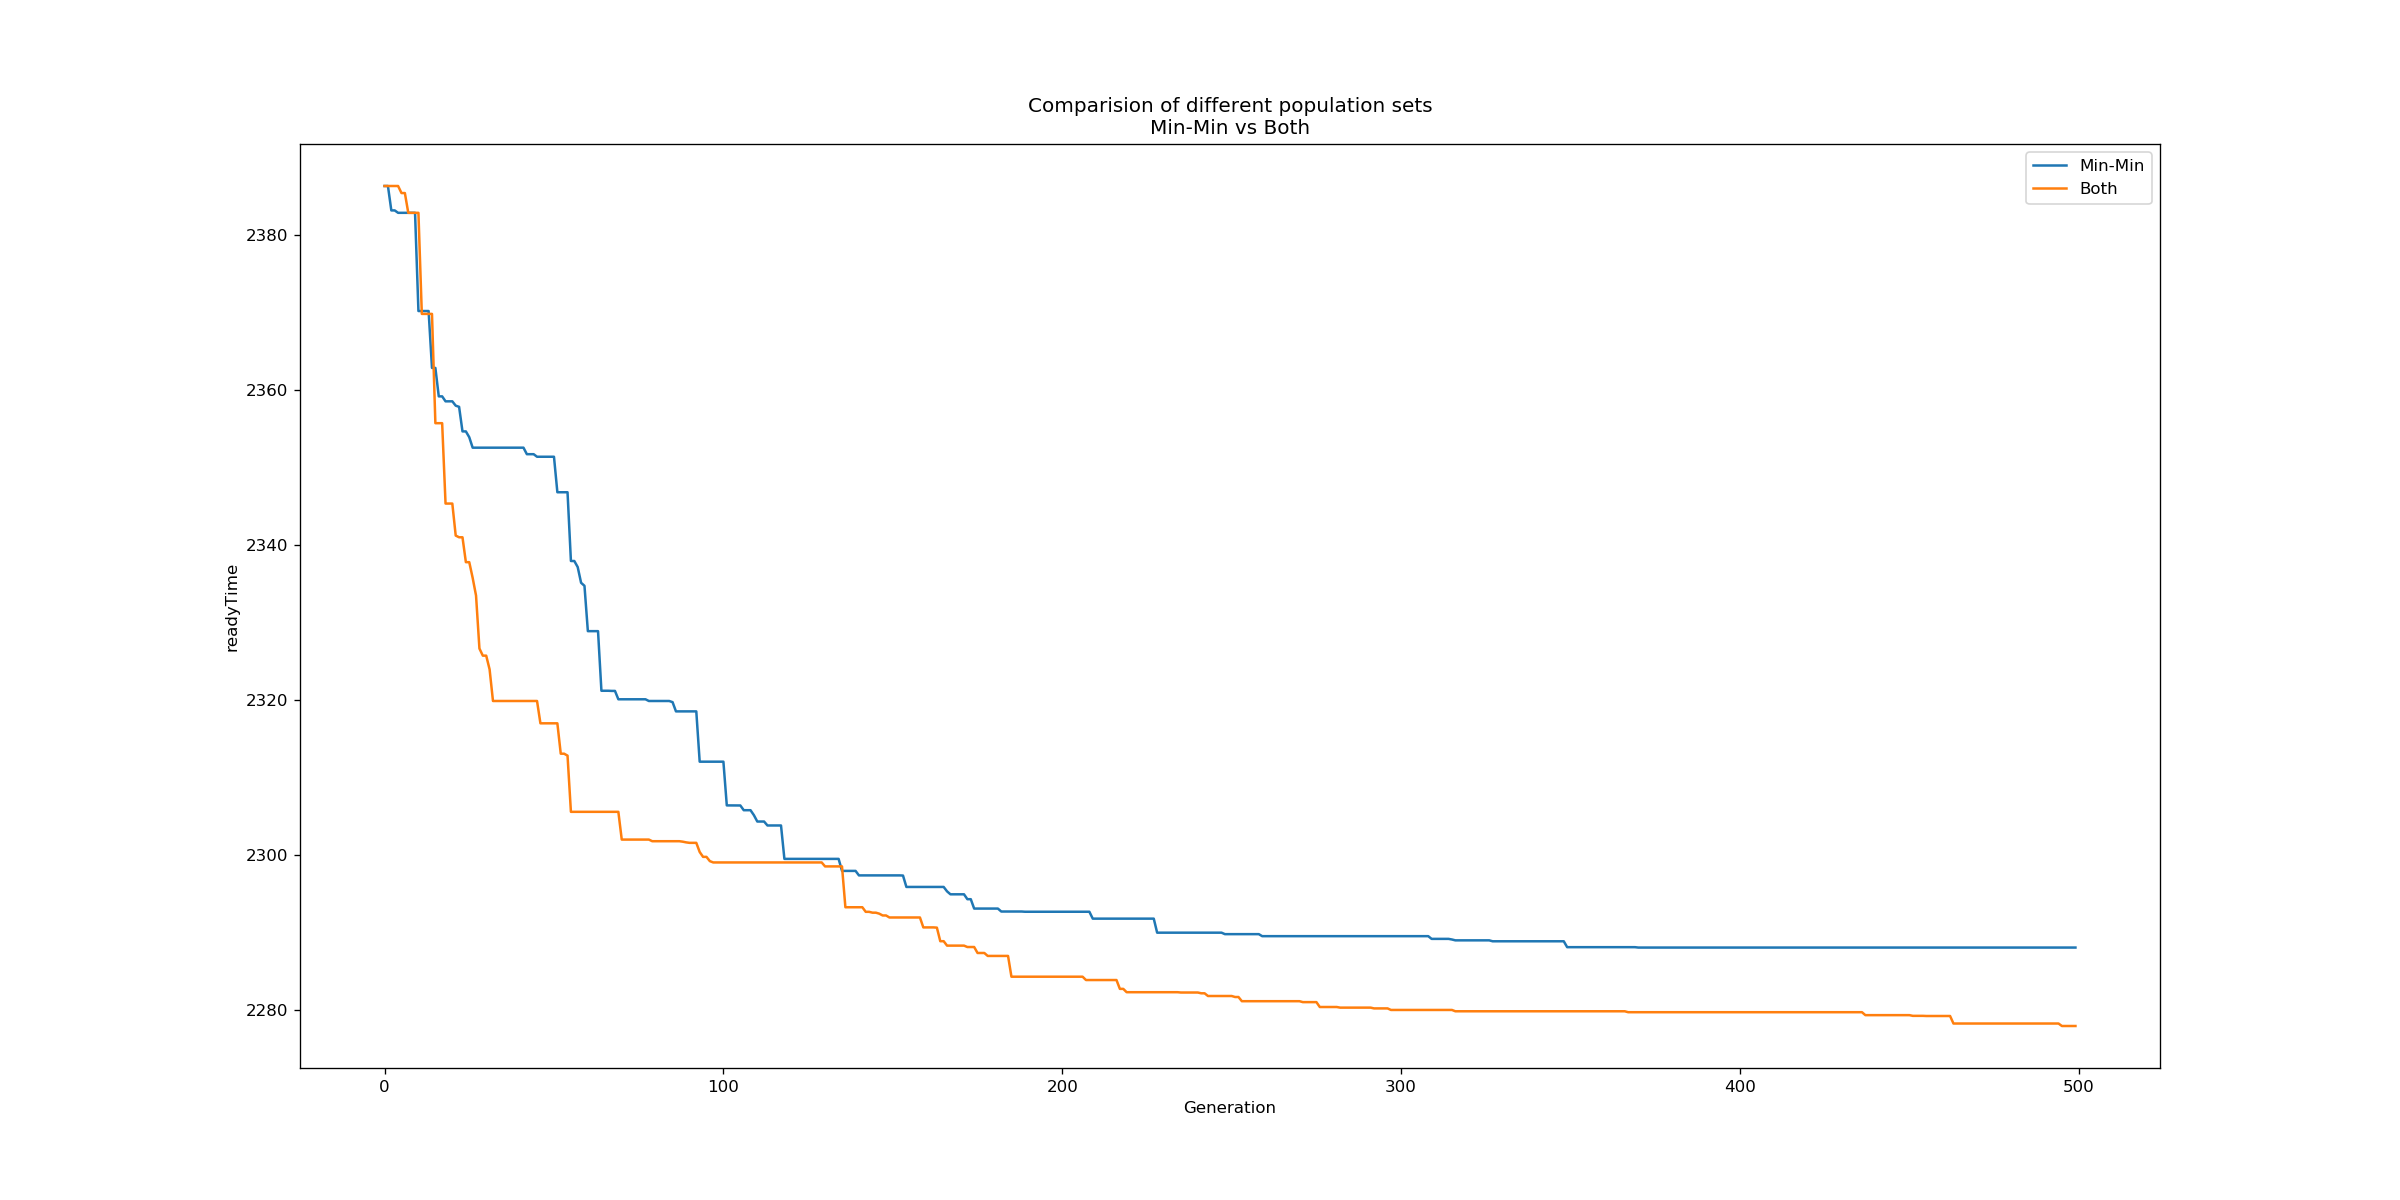 Comparision of different population sets
Min-Min vs Both
Min-Min
Both
readyTime
2380
2360
2340
2320
2300
2280
0
100
200
300
400
500
Generation